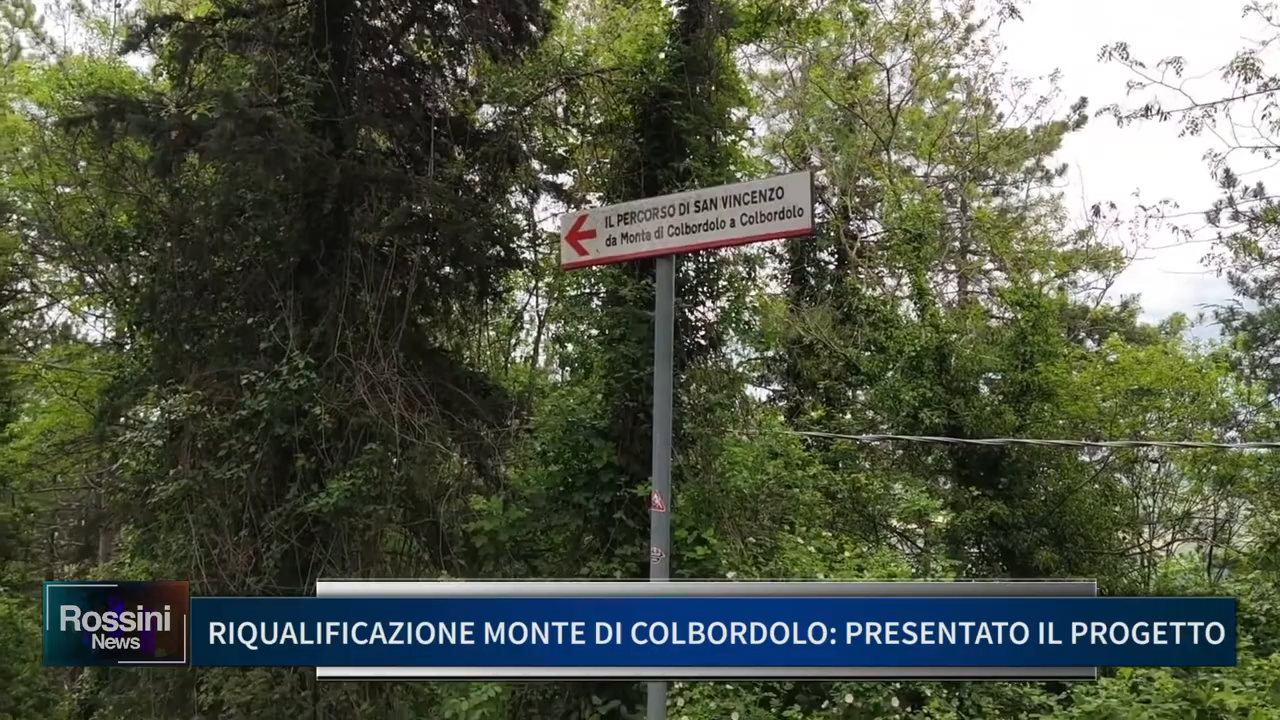 IL PERCORSO DI SAN VINCENZO
da Monte di Colbordolo a Colbordolo
Rossini
News
RIQUALIFICAZIONE MONTE DI COLBORDOLO: PRESENTATO IL PROGETTO